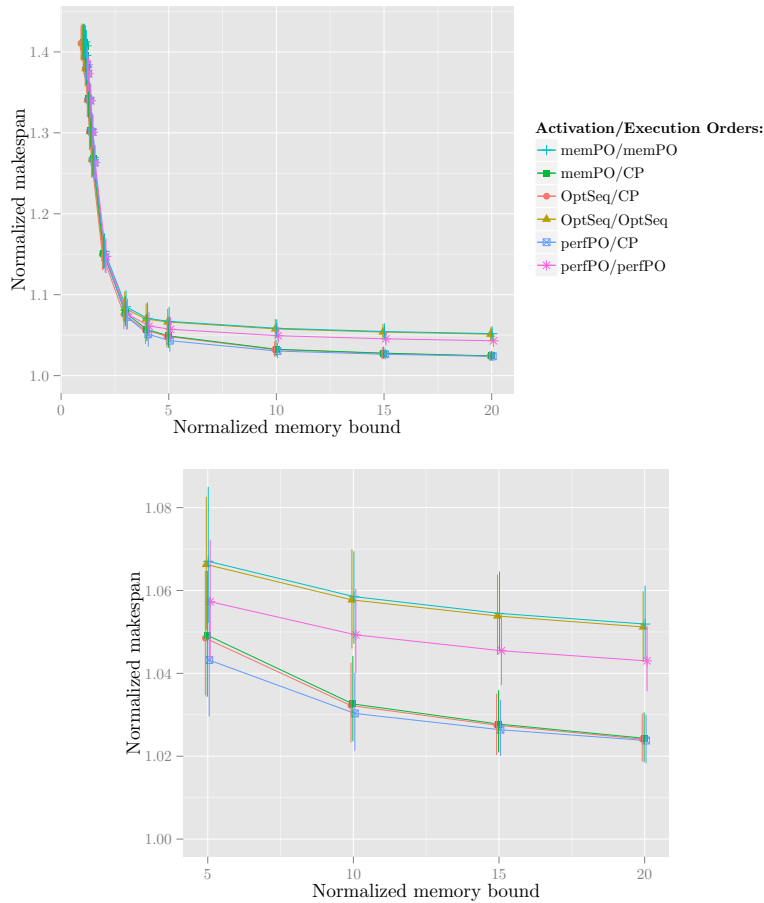 1.4
1.3
1.2
1.1
1.0
Normalized makespan
0
5
10
15
20
Normalized memory bound
Activation/Execution Orders:
memPO/memPO
memPO/CP
OptSeq/CP
OptSeq/OptSeq
perfPO/CP
perfPO/perfPO
1.08
1.06
1.04
1.02
1.00
Normalized makespan
5
10
15
20
Normalized memory bound